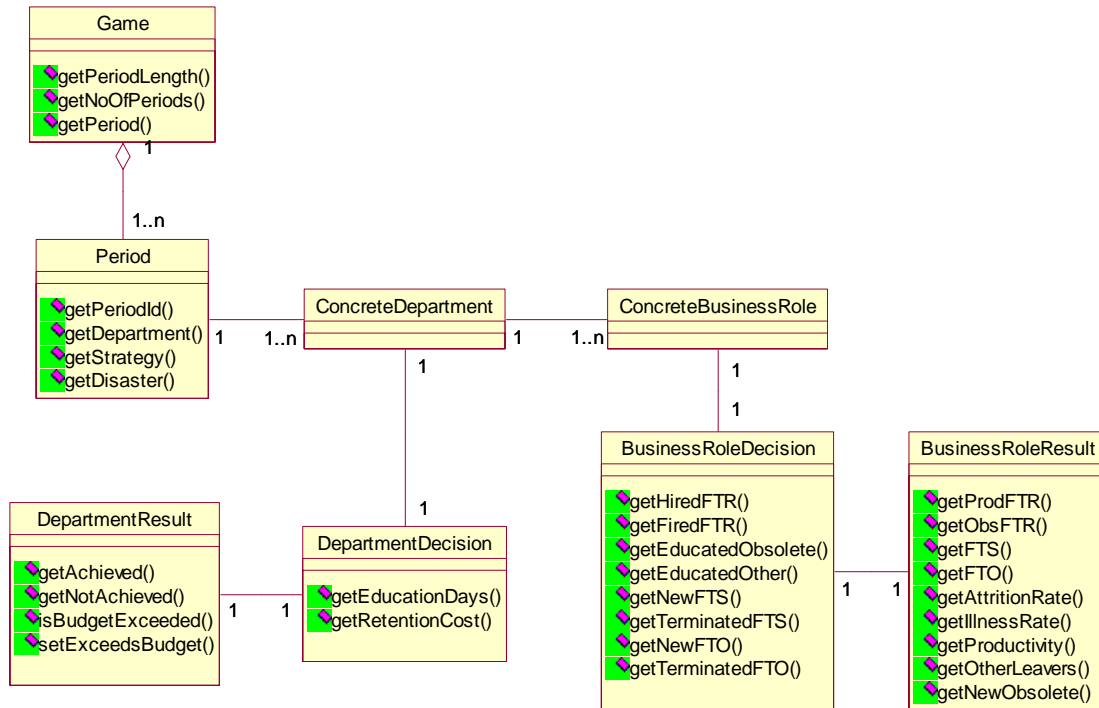 Game
getPeriodLength()
getNoOfPeriods()
getPeriod()
1
1..n
Period
getPeriodId()
getDepartment()
getStrategy()
getDisaster()
1
1..n
ConcreteDepartment
1
1..n
ConcreteBusinessRole
1
1
1
1
BusinessRoleDecision
getHiredFTR()
getFiredFTR()
getEducatedObsolete()
getEducatedOther()
getNewFTS()
getTerminatedFTS()
getNewFTO()
getTerminatedFTO()
1
1
BusinessRoleResult
getProdFTR()
getObsFTR()
getFTS()
getFTO()
getAttritionRate()
getIllnessRate()
getProductivity()
getOtherLeavers()
getNewObsolete()
DepartmentResult
getAchieved()
getNotAchieved()
isBudgetExceeded()
setExceedsBudget()
1
1
DepartmentDecision
getEducationDays()
getRetentionCost()